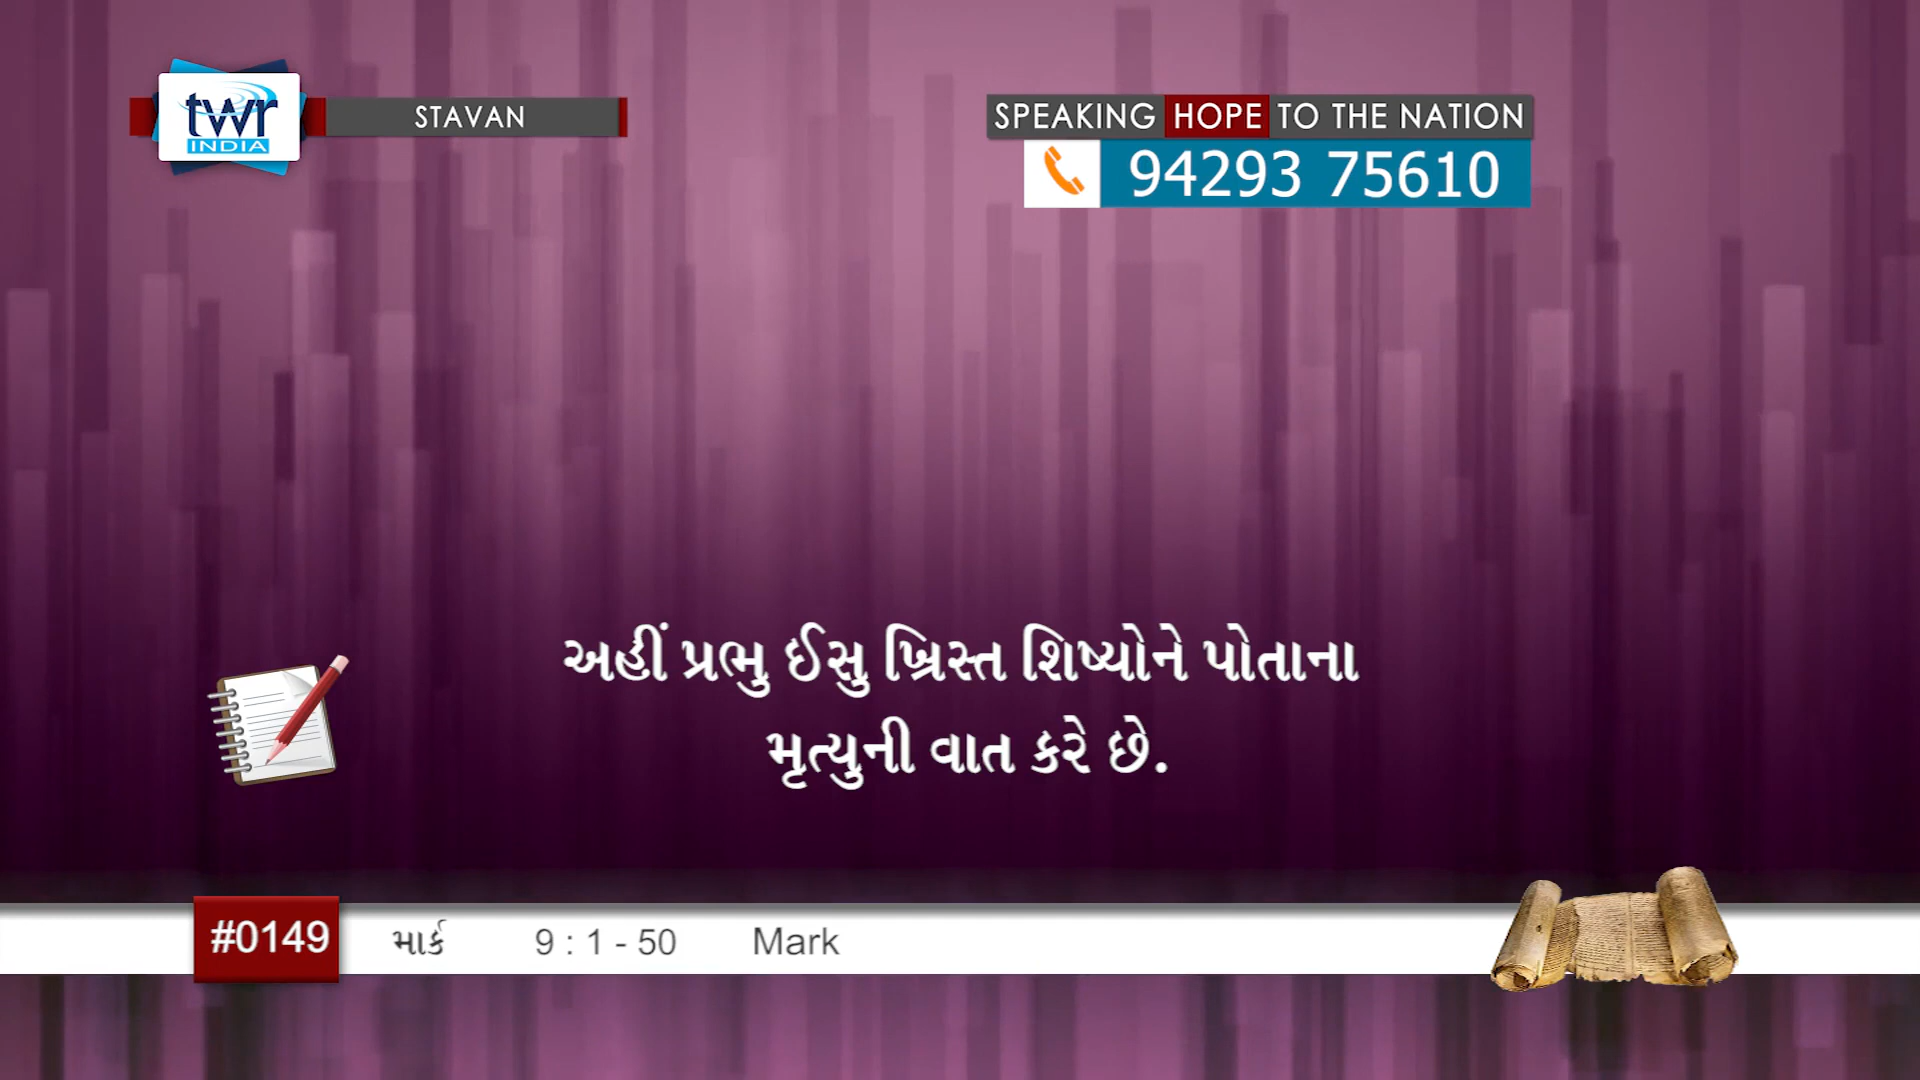 twr
INDIA
STAVAN
SPEAKING HOPE TO THE NATION
94293 75610
અહીં પ્રભુ ઈસુ ખ્રિસ્ત શિષ્યોને પોતાના
મૃત્યુની વાત કરે છે.
#0149 માર્ક 9 : 1 - 50 Mark